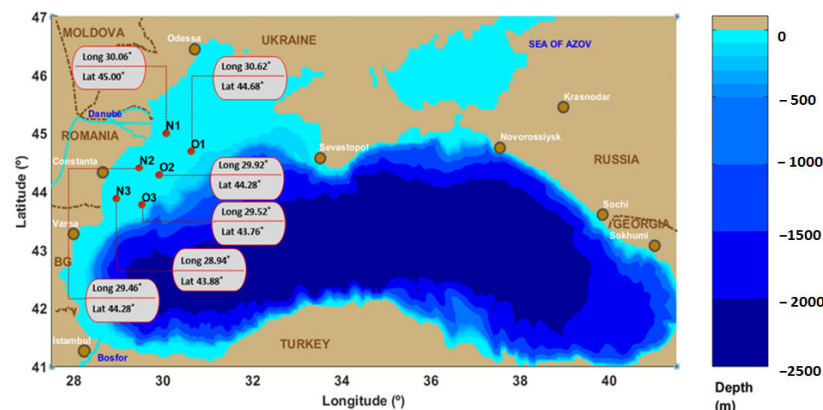 47
46
45
44
43
42
41
Latitude (º)
MOLDOVA
Odessa
UKRAINE
SEA OF AZOV
Long 30.06°
Lat 45.00°
Long 30.62°
Lat 44.68°
Krasnodar
Danube
N1
ROMANIA
O1
Sevastopol
Novorossiysk
Constanta
N2
O2
RUSSIA
Long 29.92°
Lat 44.28°
N3
O3
Long 29.52°
Lat 43.76°
Sochi
GEORGIA
Varna
Sokhumi
BG
Long 28.94°
Lat 43.88°
Long 29.46°
Lat 44.28°
Istambul
Bosfor
TURKEY
27.5
28
30
32
34
36
38
40
Longitude (º)
0
−500
−1000
−1500
−2000
−2500
Depth
(m)